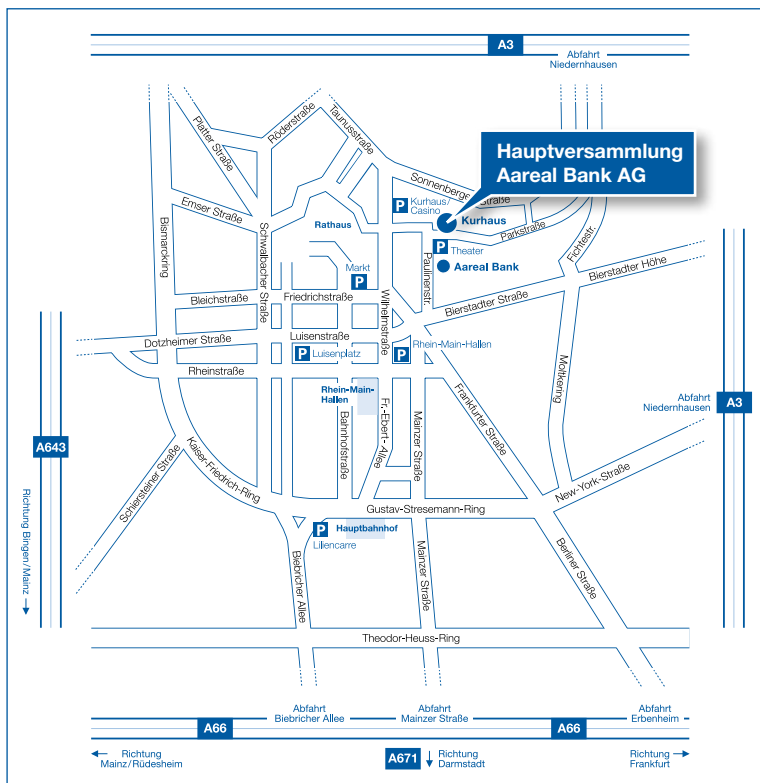 A3
Abfahrt
Niedernhausen
Hauptversammlung
Aareal Bank AG
Platter Straße
Röderstraße
Taunusstraße
Sonnenberger Straße
Kurhaus/
Casino
P
Kurhaus
Parkstraße
Fichtestr.
Emser Straße
Rathaus
Bismarckring
Schwalbacher Straße
P
Theater
Aareal Bank
Paulinenstr.
Bierstadter Höhe
Bierstadter Straße
Markt
P
Bleichstraße
Friedrichstraße
Wilhelmstraße
Dotzheimer Straße
Luisenstraße
P
Luisenplatz
P
Rhein-Main-Hallen
Rheinstraße
Moltkering
Rhein-Main-
Hallen
Bahnhofstraße
Fr.-Ebert- Allee
Mainzer Straße
Frankfurter Straße
Abfahrt
Niedernhausen
A3
A643
Richtung Bingen/Mainz
Schiersteiner Straße
Kaiser-Friedrich-Ring
New-York-Straße
Gustav-Stresemann-Ring
P
Hauptbahnhof
Liliencarre
Biebricher Allee
Mainzer Straße
Berliner Straße
Theodor-Heuss-Ring
Abfahrt
Biebricher Allee
Abfahrt
Mainzer Straße
Abfahrt
Erbenheim
A66
A66
Richtung
Mainz/Rüdesheim
A671
Richtung
Darmstadt
Richtung
Frankfurt